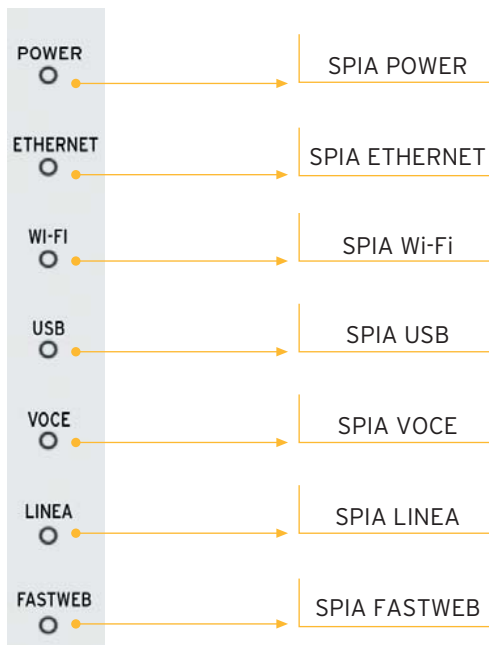 POWER
SPIA POWER
ETHERNET
SPIA ETHERNET
WI-FI
SPIA Wi-Fi
USB
SPIA USB
VOCE
SPIA VOCE
LINEA
SPIA LINEA
FASTWEB
SPIA FASTWEB